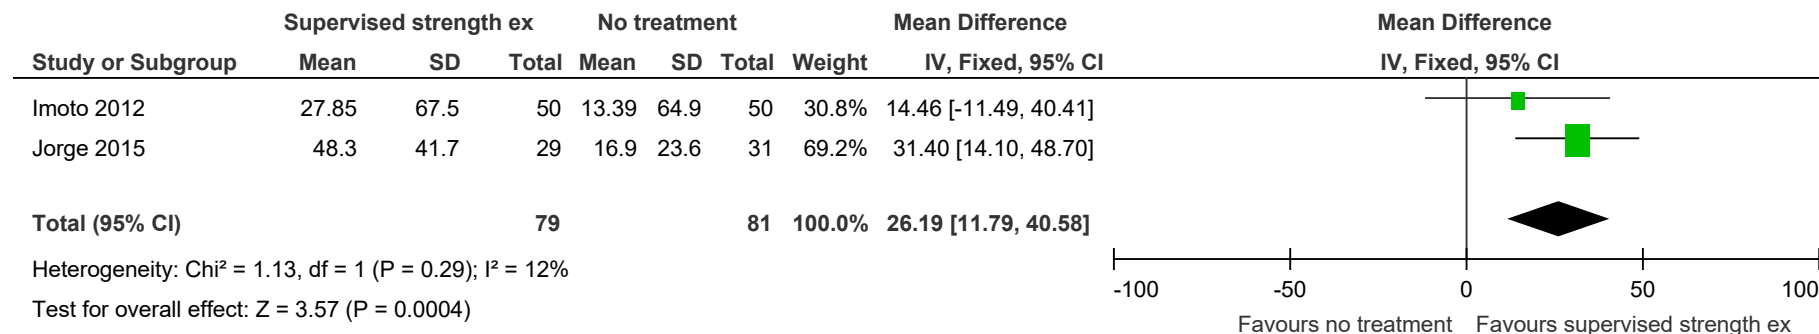 Supervised strength ex No treatment Mean Difference Mean Difference
Study or Subgroup Mean SD Total Mean SD Total Weight IV, Fixed, 95% CI IV, Fixed, 95% CI
Imoto 2012 27.85 67.5 50 13.39 64.9 50 30.8% 14.46 [-11.49, 40.41]
Jorge 2015 48.3 41.7 29 16.9 23.6 31 69.2% 31.40 [14.10, 48.70]
Total (95% CI) 79 81 100.0% 26.19 [11.79, 40.58]
Heterogeneity: Chi² = 1.13, df = 1 (P = 0.29); I² = 12%
Test for overall effect: Z = 3.57 (P = 0.0004)
-100 -50 0 50 100
Favours no treatment Favours supervised strength ex